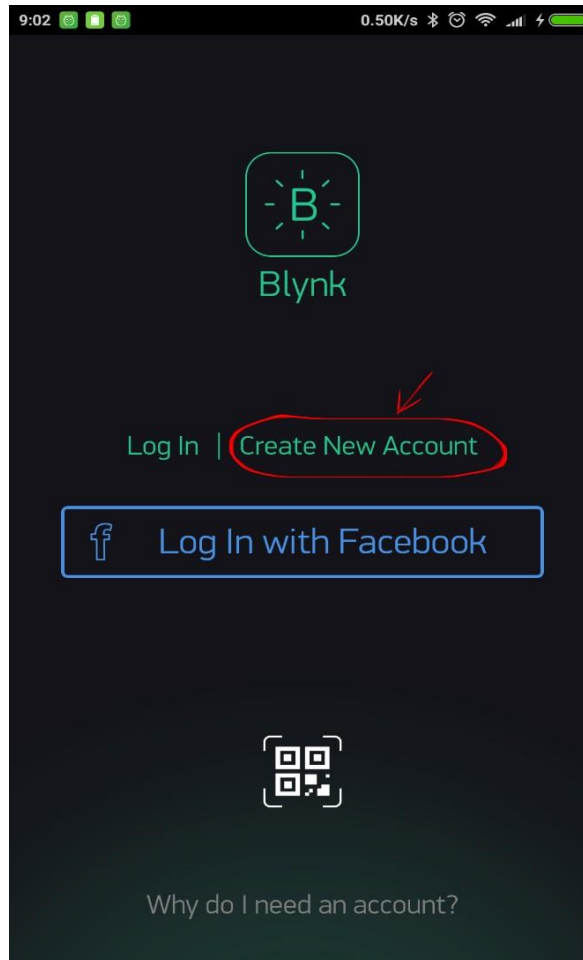 9:02 0.50K/s
B
Blynk
Log In | Create New Account
f Log In with Facebook
Why do I need an account?